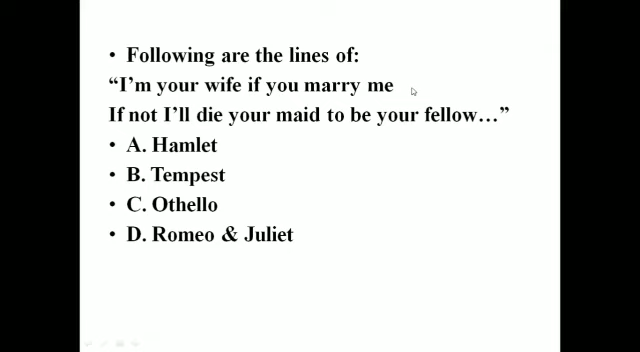 • Following are the lines of:
“I’m your wife if you marry me
If not I’ll die your maid to be your fellow…”
• A. Hamlet
• B. Tempest
• C. Othello
• D. Romeo & Juliet